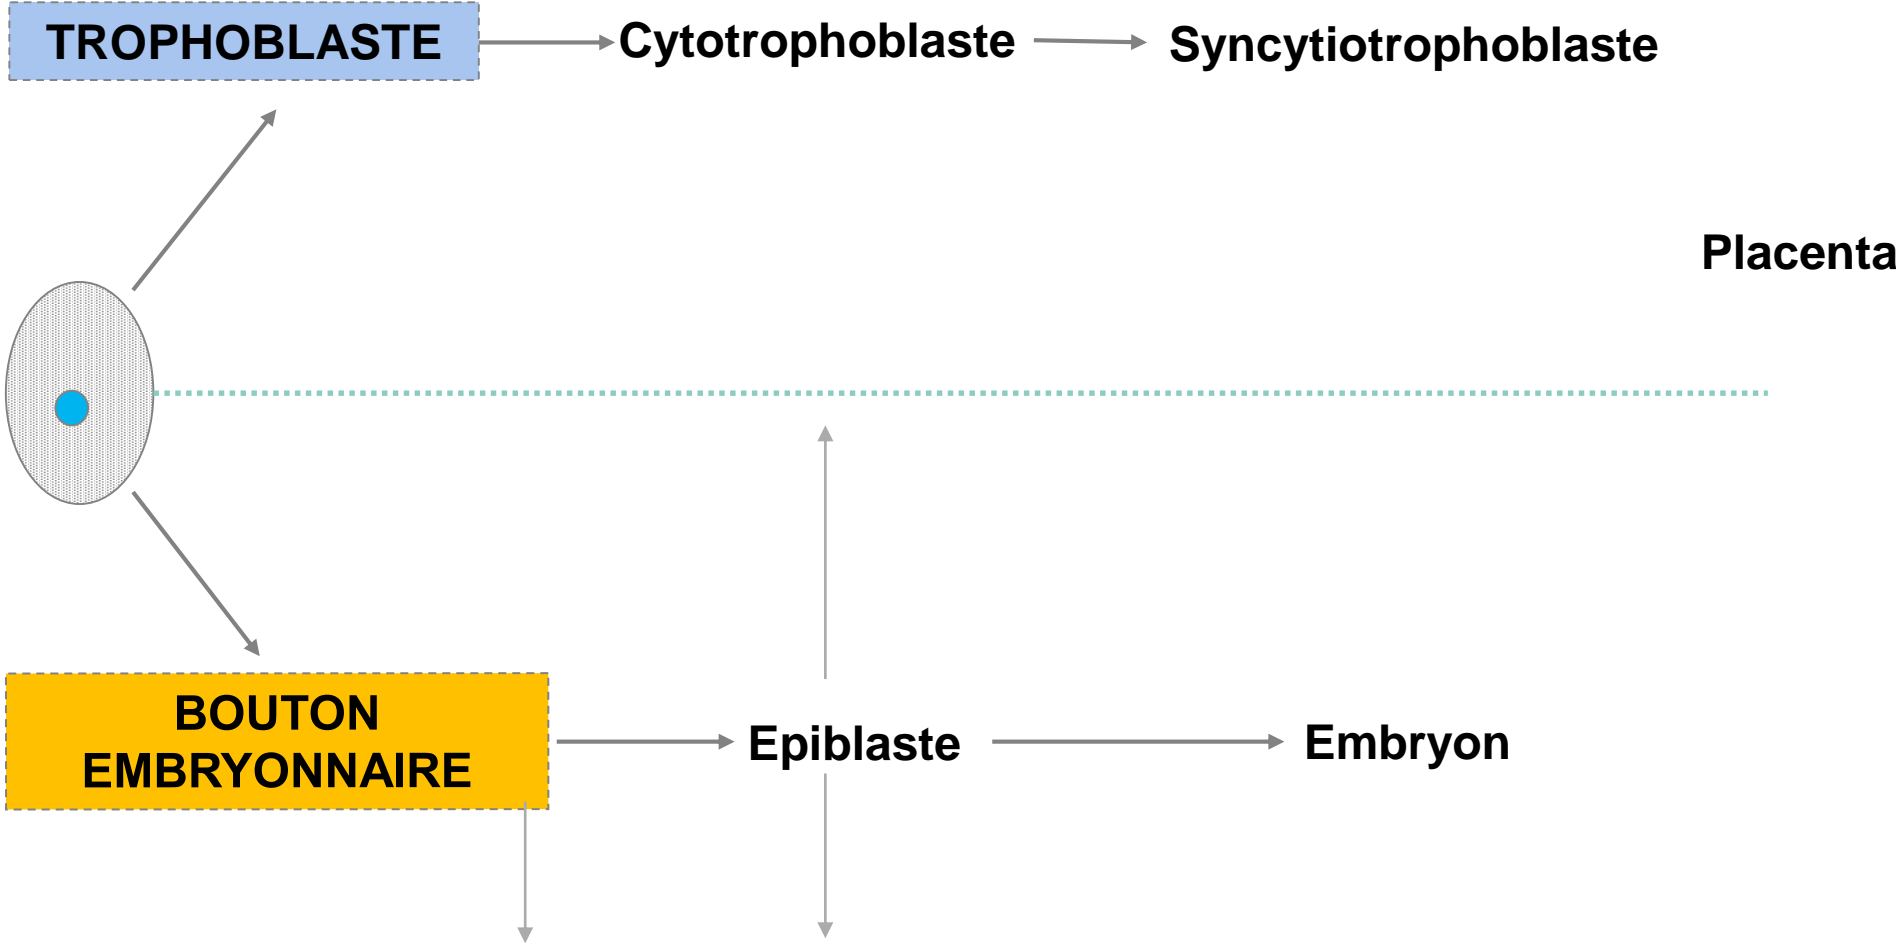 TROPHOBLASTE
Cytotrophoblaste
Syncytiotrophoblaste
Placenta
BOUTON
EMBRYONNAIRE
Epiblaste
Embryon